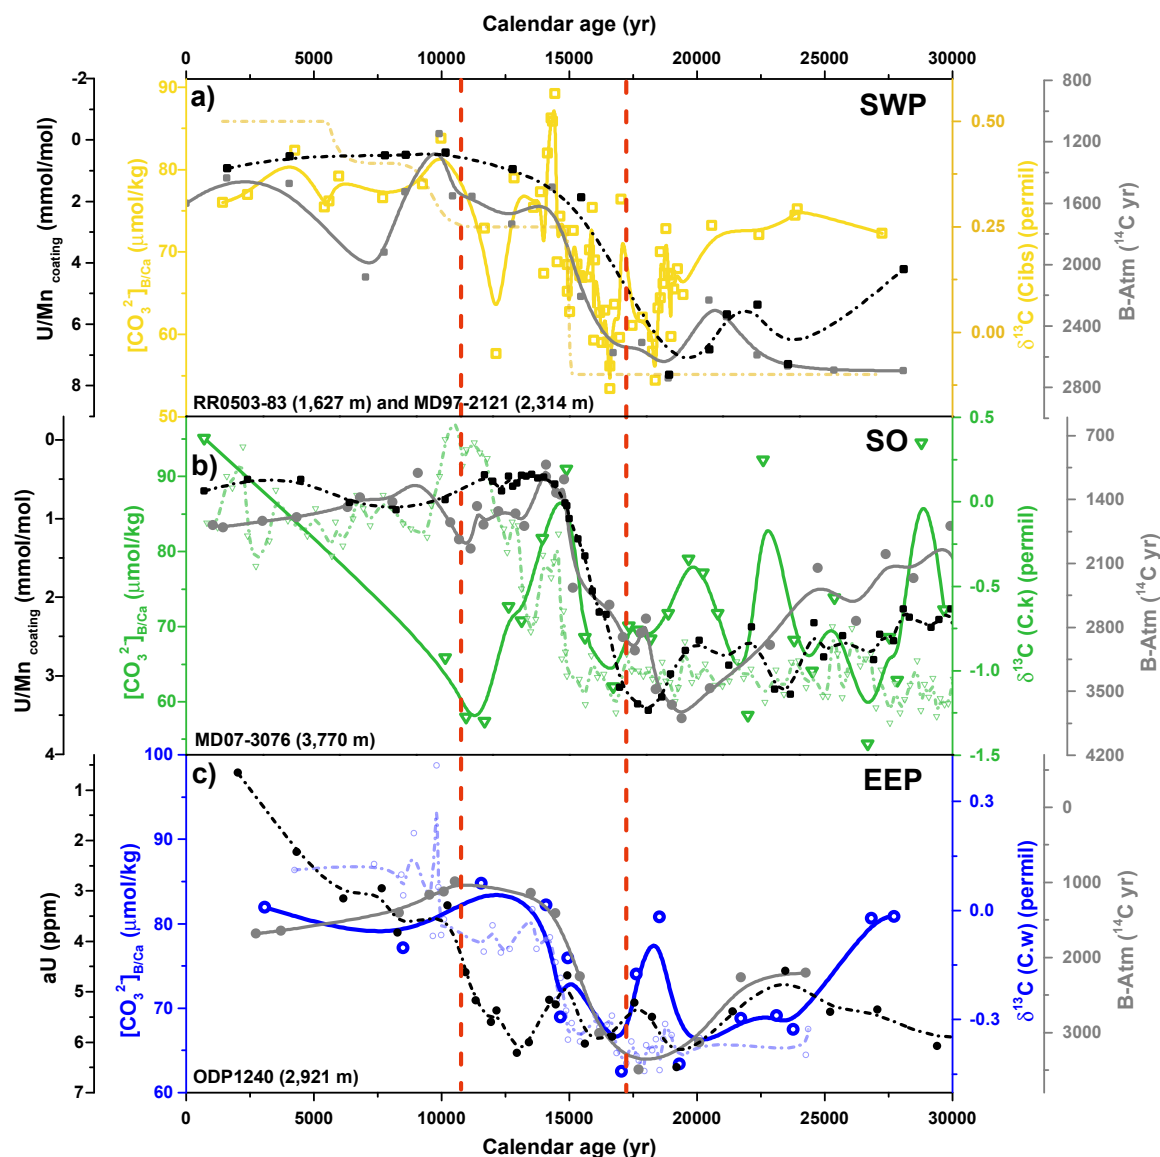 Calendar age (yr)
0 5000 10000 15000 20000 25000 30000
a)
SWP
U/Mn coating (mmol/mol)
-2
0
2
4
6
8
[CO₃²]B/Ca (μmol/kg)
90
80
70
60
50
δ¹³C (Cibs) (permil)
0.50
0.25
0.00
B-Atm (¹⁴C yr)
800
1200
1600
2000
2400
2800
RR0503-83 (1,627 m) and MD97-2121 (2,314 m)
b)
SO
U/Mn coating (mmol/mol)
0
1
2
3
4
[CO₃²]B/Ca (μmol/kg)
90
80
70
60
δ¹³C (C.k) (permil)
0.5
0.0
-0.5
-1.0
-1.5
B-Atm (¹⁴C yr)
700
1400
2100
2800
3500
4200
MD07-3076 (3,770 m)
c)
EEP
aU (ppm)
1
2
3
4
5
6
7
[CO₃²]B/Ca (μmol/kg)
100
90
80
70
60
δ¹³C (C.w) (permil)
0.3
0.0
-0.3
B-Atm (¹⁴C yr)
0
1000
2000
3000
ODP1240 (2,921 m)
0 5000 10000 15000 20000 25000 30000
Calendar age (yr)